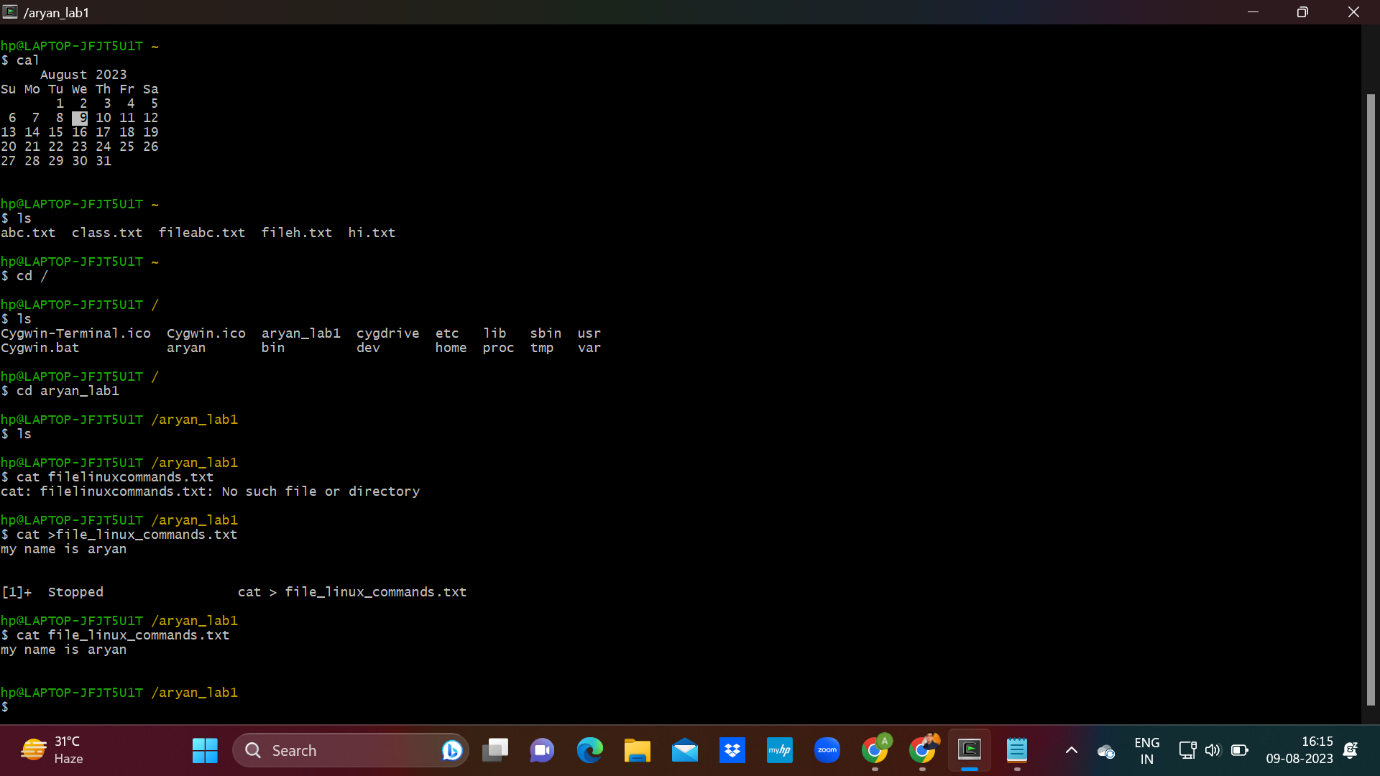 /aryan_lab1
hp@LAPTOP-JFJT5U1T ~
$ cal
August 2023
Su Mo Tu We Th Fr Sa
1 2 3 4 5
6 7 8 9 10 11 12
13 14 15 16 17 18 19
20 21 22 23 24 25 26
27 28 29 30 31
hp@LAPTOP-JFJT5U1T ~
$ ls
abc.txt class.txt fileabc.txt fileh.txt hi.txt
hp@LAPTOP-JFJT5U1T ~
$ cd /
hp@LAPTOP-JFJT5U1T /
$ ls
Cygwin-Terminal.ico Cygwin.ico aryan_lab1 cygdrive etc lib sbin usr
Cygwin.bat aryan bin dev home proc tmp var
hp@LAPTOP-JFJT5U1T /
$ cd aryan_lab1
hp@LAPTOP-JFJT5U1T /aryan_lab1
$ ls
hp@LAPTOP-JFJT5U1T /aryan_lab1
$ cat filelinuxcommands.txt
cat: filelinuxcommands.txt: No such file or directory
hp@LAPTOP-JFJT5U1T /aryan_lab1
$ cat >file_linux_commands.txt
my name is aryan
[1]+ Stopped cat > file_linux_commands.txt
hp@LAPTOP-JFJT5U1T /aryan_lab1
$ cat file_linux_commands.txt
my name is aryan
hp@LAPTOP-JFJT5U1T /aryan_lab1
$
31°C
Haze
Search
myhp
zoom
A
ENG
IN
16:15
09-08-2023